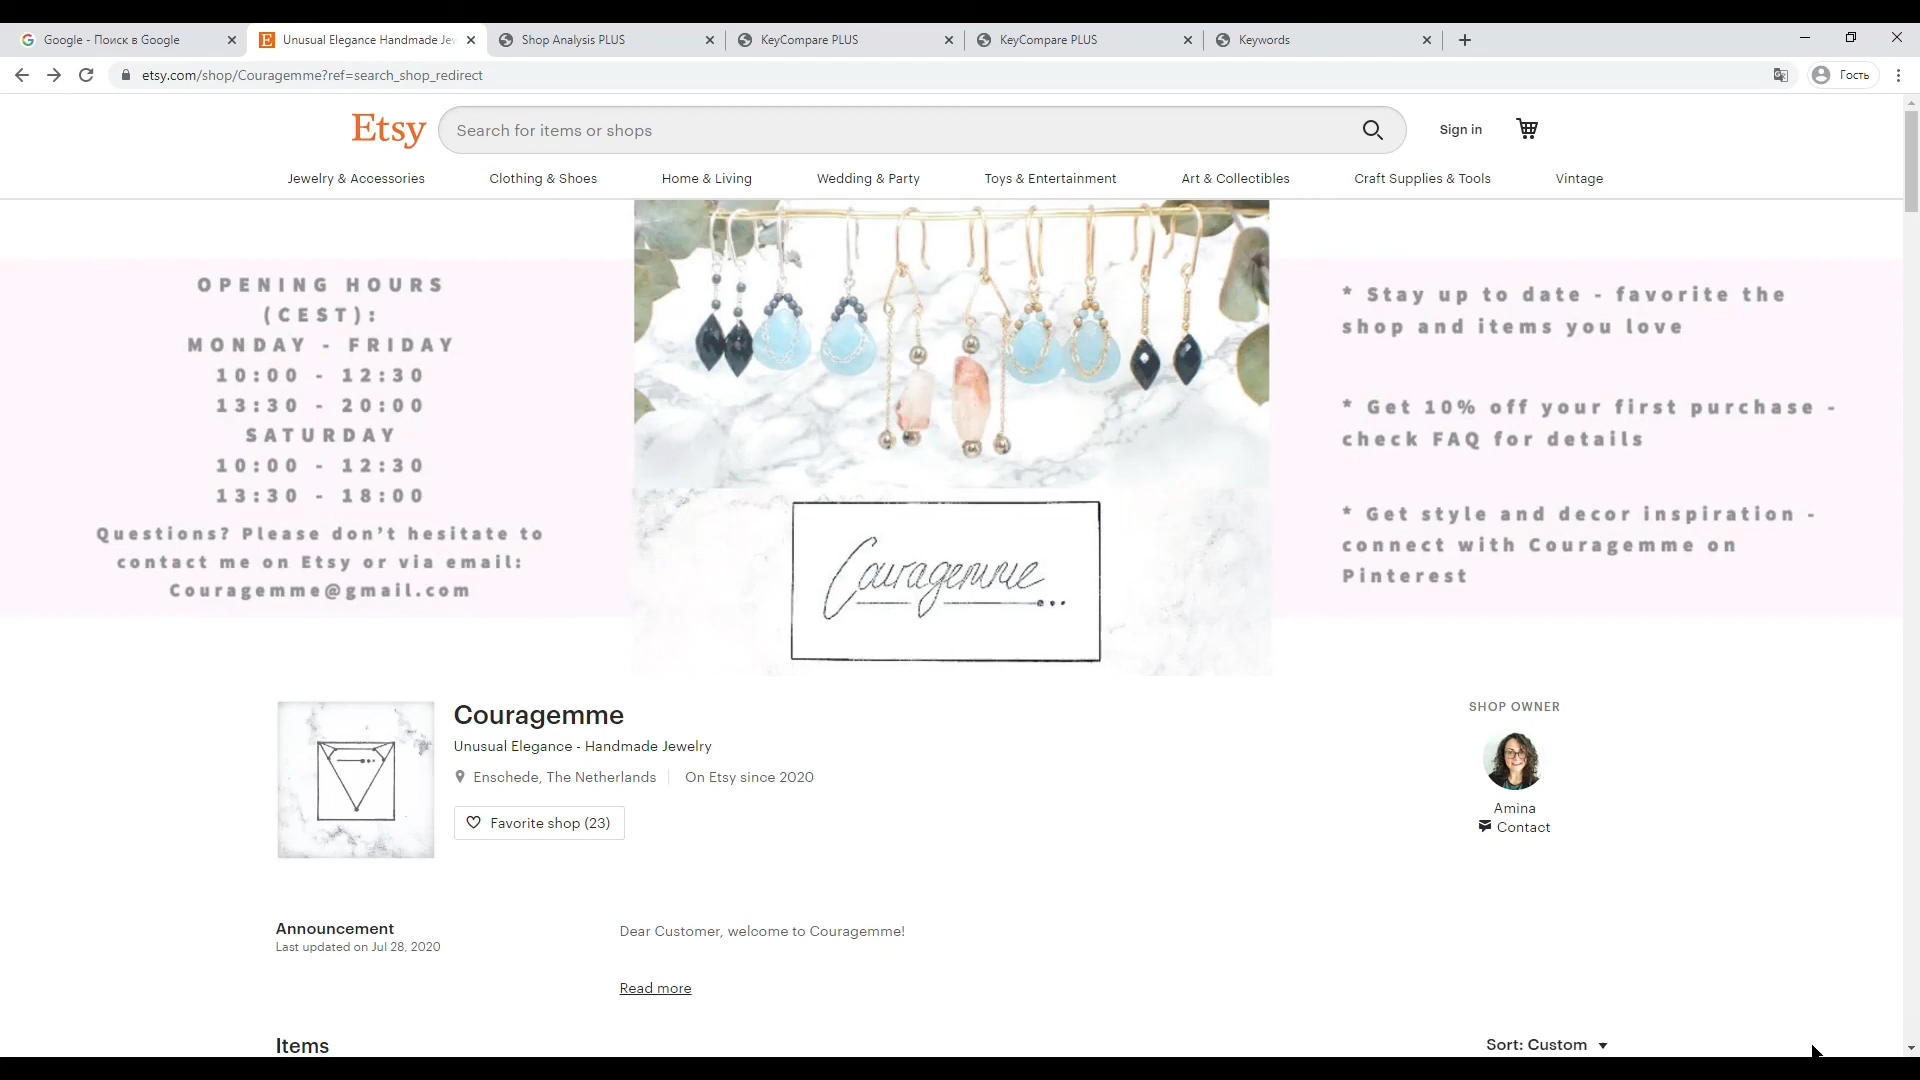 Google - Поиск в Google
Unusual Elegance Handmade Jew
Shop Analysis PLUS
KeyCompare PLUS
KeyCompare PLUS
Keywords
etsy.com/shop/Couragemme?ref=search_shop_redirect
Гость
Etsy
Search for items or shops
Sign in
Jewelry & Accessories
Clothing & Shoes
Home & Living
Wedding & Party
Toys & Entertainment
Art & Collectibles
Craft Supplies & Tools
Vintage
OPENING HOURS
(CEST):
MONDAY - FRIDAY
10:00 - 12:30
13:30 - 20:00
SATURDAY
10:00 - 12:30
13:30 - 18:00
Questions? Please don't hesitate to
contact me on Etsy or via email:
Couragemme@gmail.com
Couragemme
* Stay up to date - favorite the
shop and items you love
* Get 10% off your first purchase -
check FAQ for details
* Get style and decor inspiration -
connect with Couragemme on
Pinterest
Couragemme
Unusual Elegance - Handmade Jewelry
Enschede, The Netherlands
On Etsy since 2020
Favorite shop (23)
SHOP OWNER
Amina
Contact
Announcement
Last updated on Jul 28, 2020
Dear Customer, welcome to Couragemme!
Read more
Items
Sort: Custom